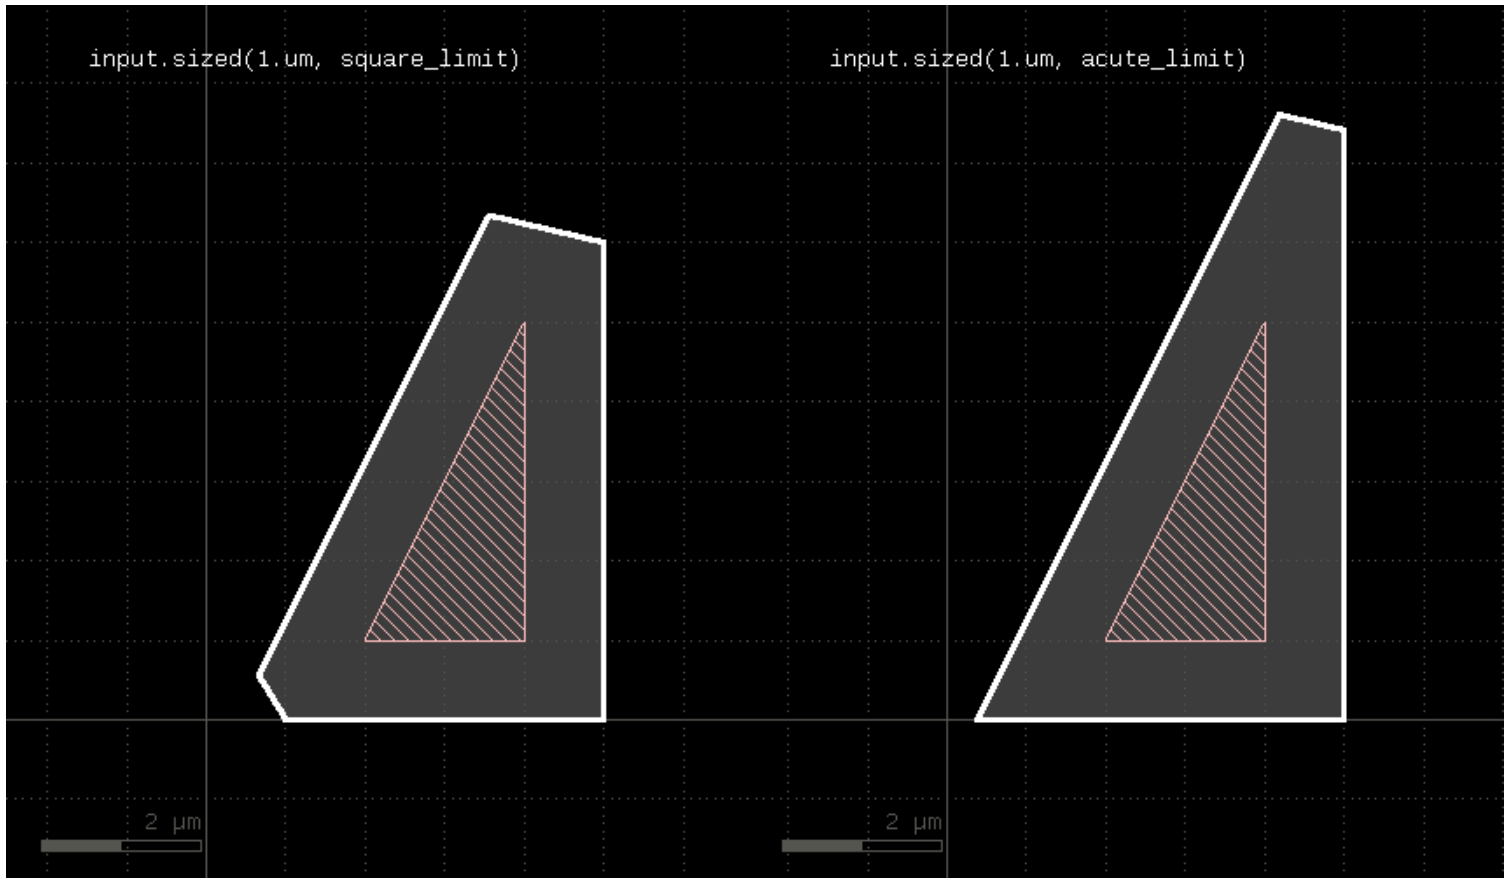 input.sized(1.um, square_limit)
input.sized(1.um, acute_limit)
2 µm
2 µm